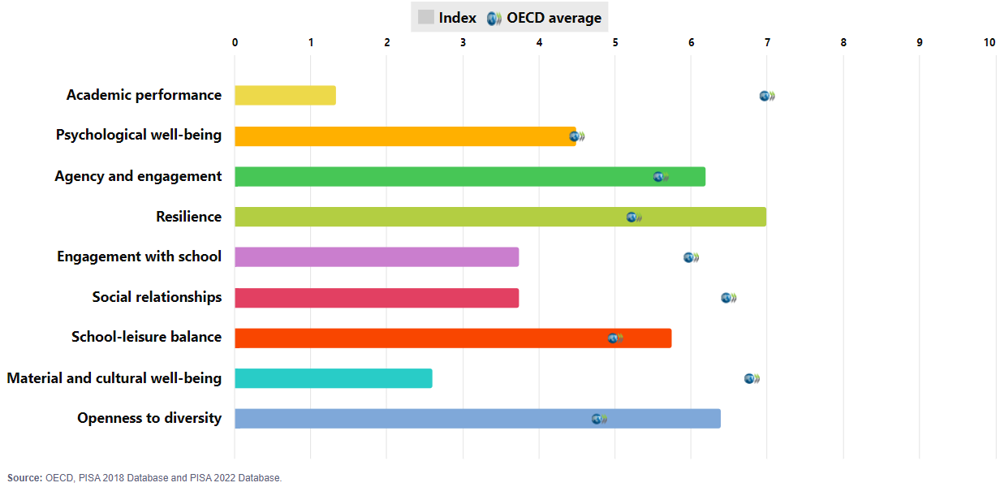 Index OECD average
0 1 2 3 4 5 6 7 8 9 10
Academic performance
Psychological well-being
Agency and engagement
Resilience
Engagement with school
Social relationships
School-leisure balance
Material and cultural well-being
Openness to diversity
Source: OECD, PISA 2018 Database and PISA 2022 Database.